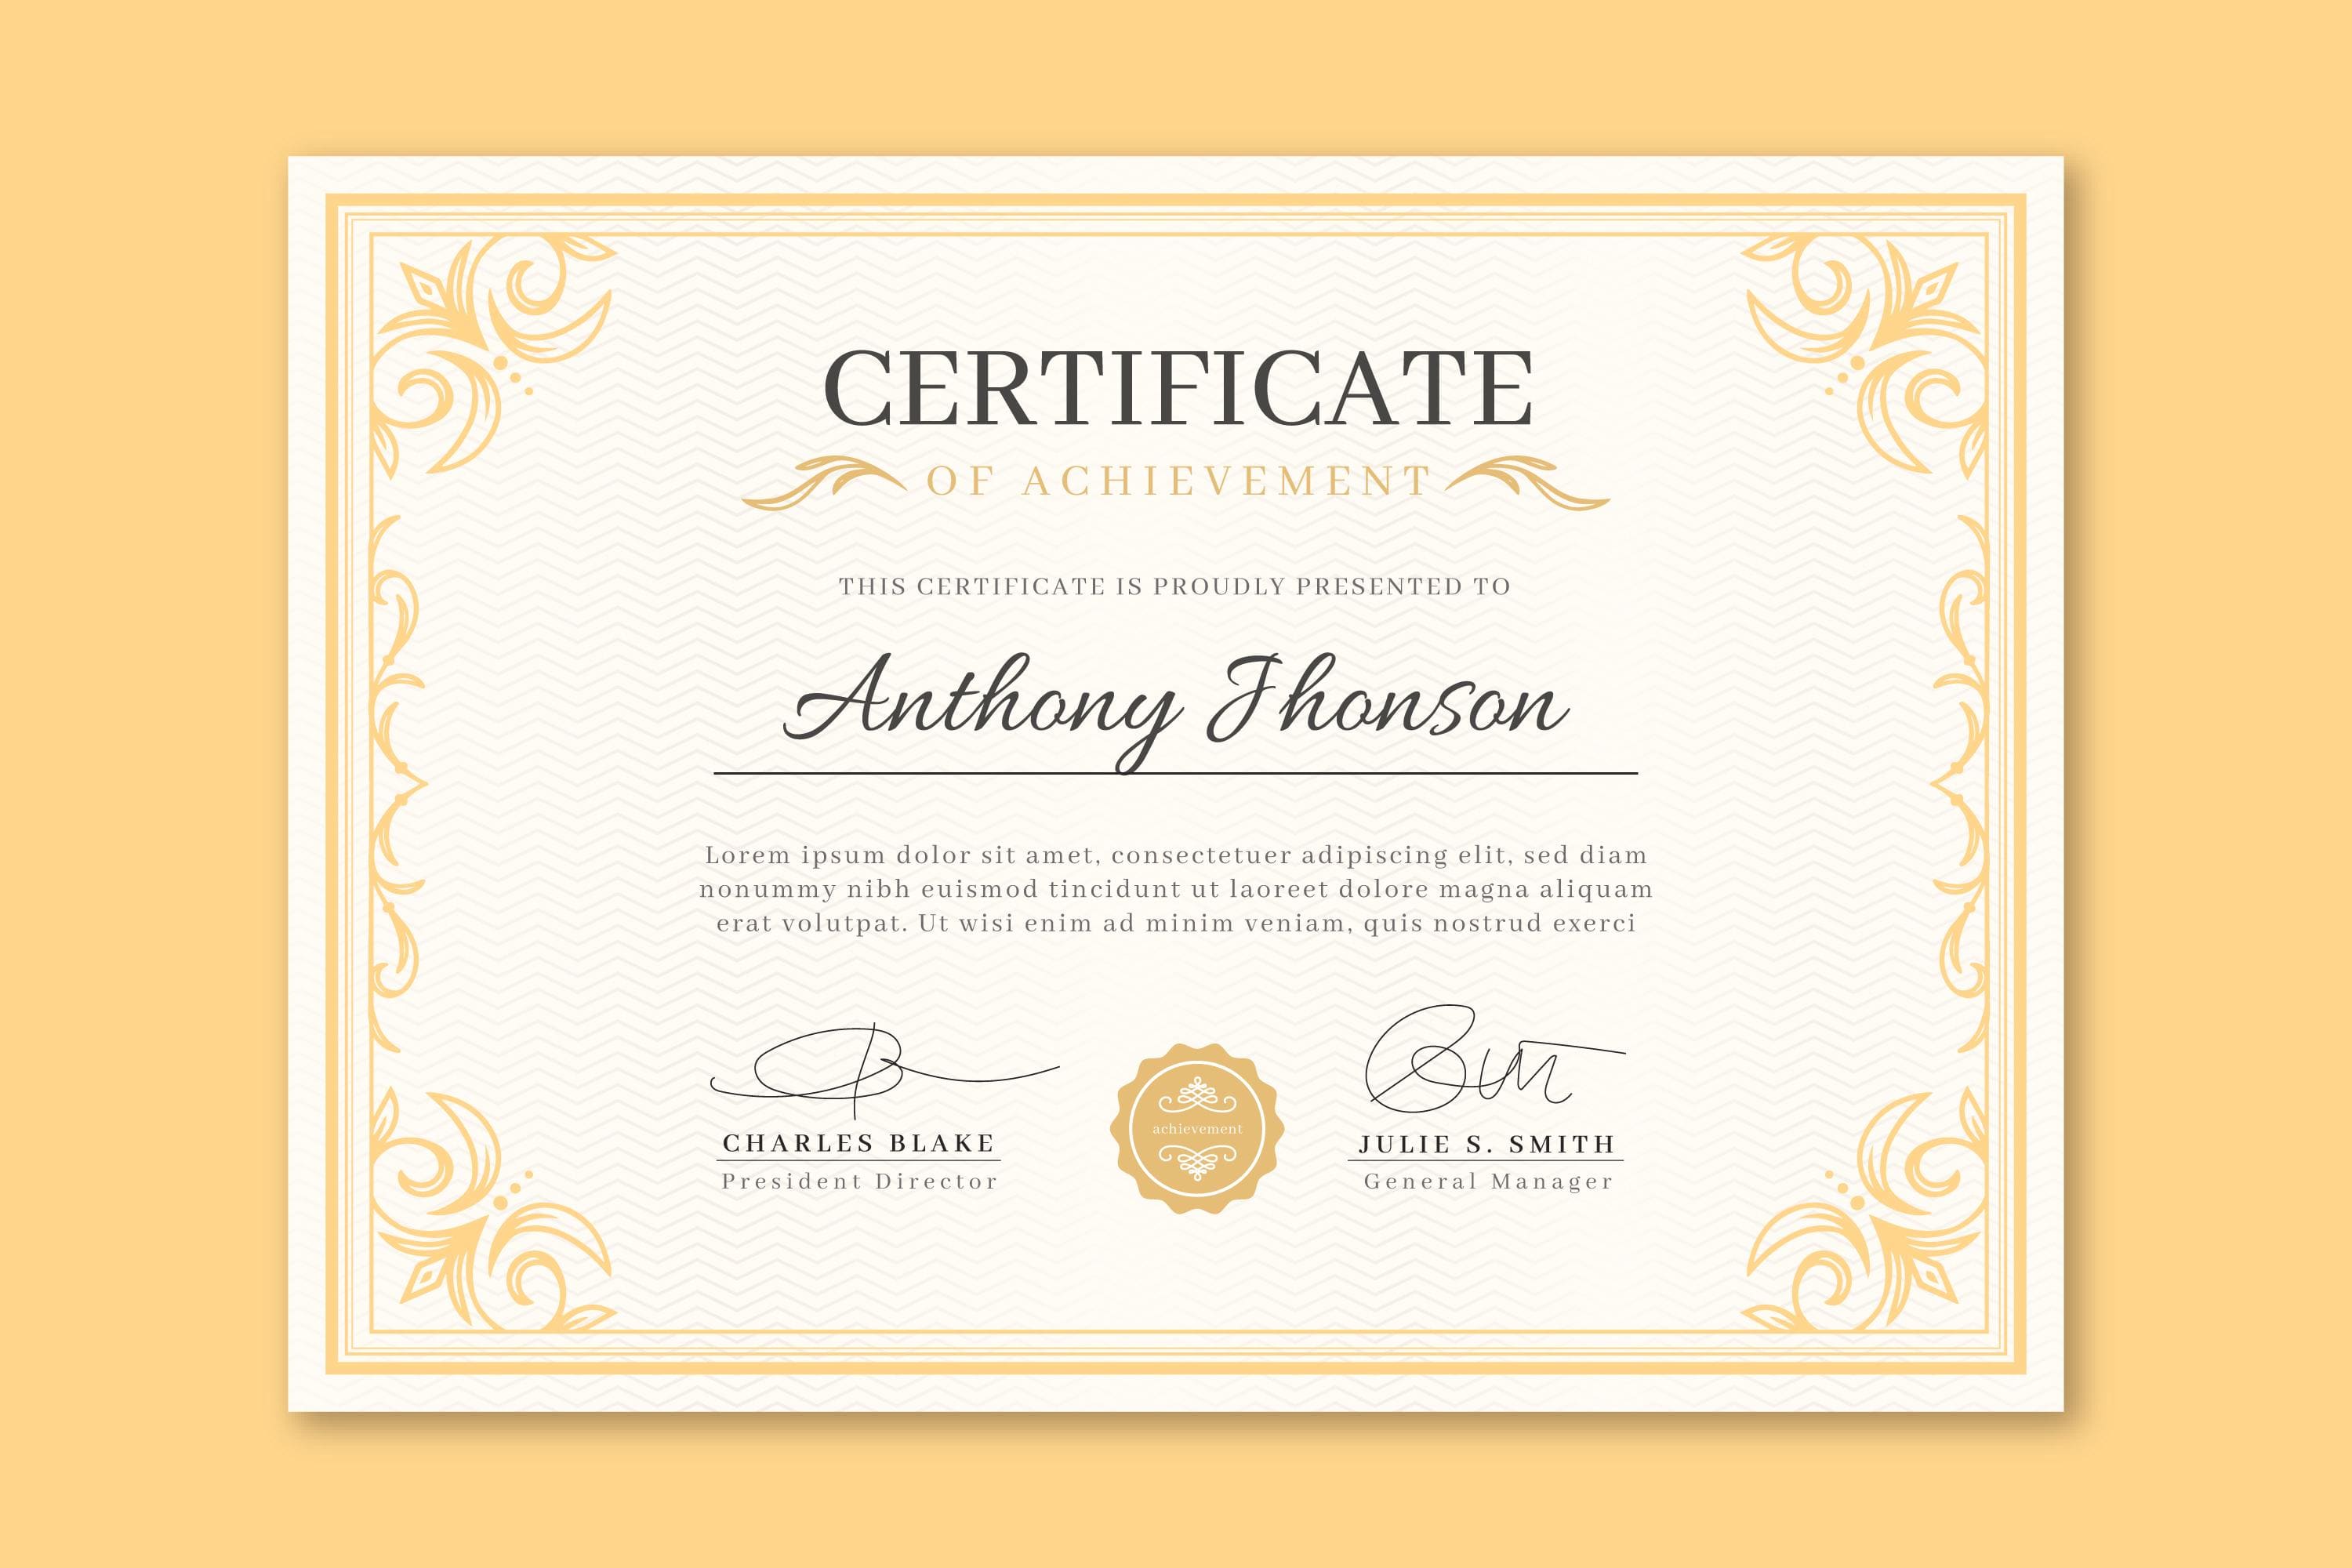 CERTIFICATE
OF ACHIEVEMENT
THIS CERTIFICATE IS PROUDLY PRESENTED TO
Anthony Jhonson
Lorem ipsum dolor sit amet, consectetuer adipiscing elit, sed diam
nonummy nibh euismod tincidunt ut laoreet dolore magna aliquam
erat volutpat. Ut wisi enim ad minim veniam, quis nostrud exerci
CHARLES BLAKE
President Director
achievement
JULIE S. SMITH
General Manager